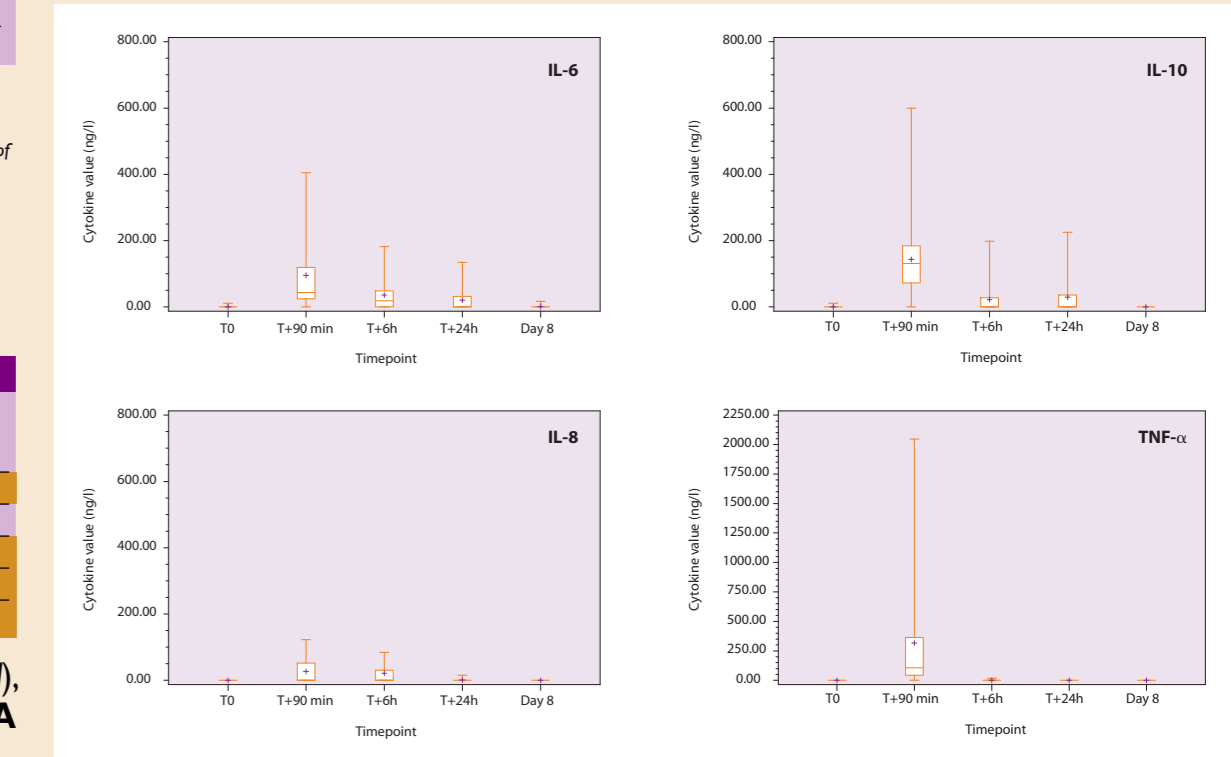 of
),
A
IL-6
Cytokine value (ng/l)
800.00
600.00
400.00
200.00
0.00
T0 T+90 min T+6h T+24h Day 8
Timepoint
IL-10
Cytokine value (ng/l)
800.00
600.00
400.00
200.00
0.00
T0 T+90 min T+6h T+24h Day 8
Timepoint
IL-8
Cytokine value (ng/l)
800.00
600.00
400.00
200.00
0.00
T0 T+90 min T+6h T+24h Day 8
Timepoint
TNF-α
Cytokine value (ng/l)
2250.00
2000.00
1750.00
1500.00
1250.00
1000.00
750.00
500.00
250.00
0.00
T0 T+90 min T+6h T+24h Day 8
Timepoint